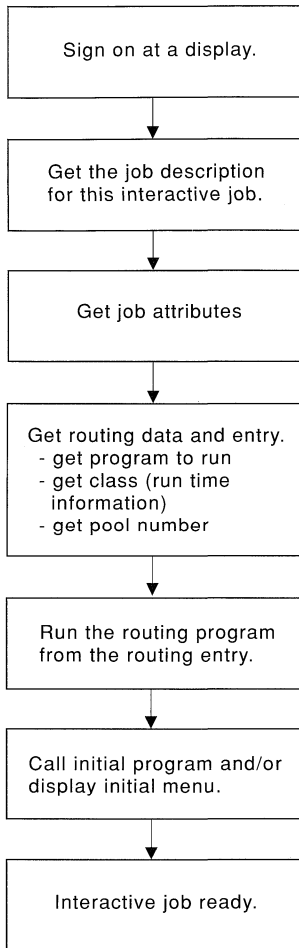 Sign on at a display.
Get the job description
for this interactive job.
Get job attributes
Get routing data and entry.
- get program to run
- get class (run time
information)
- get pool number
Run the routing program
from the routing entry.
Call initial program and/or
display initial menu.
Interactive job ready.